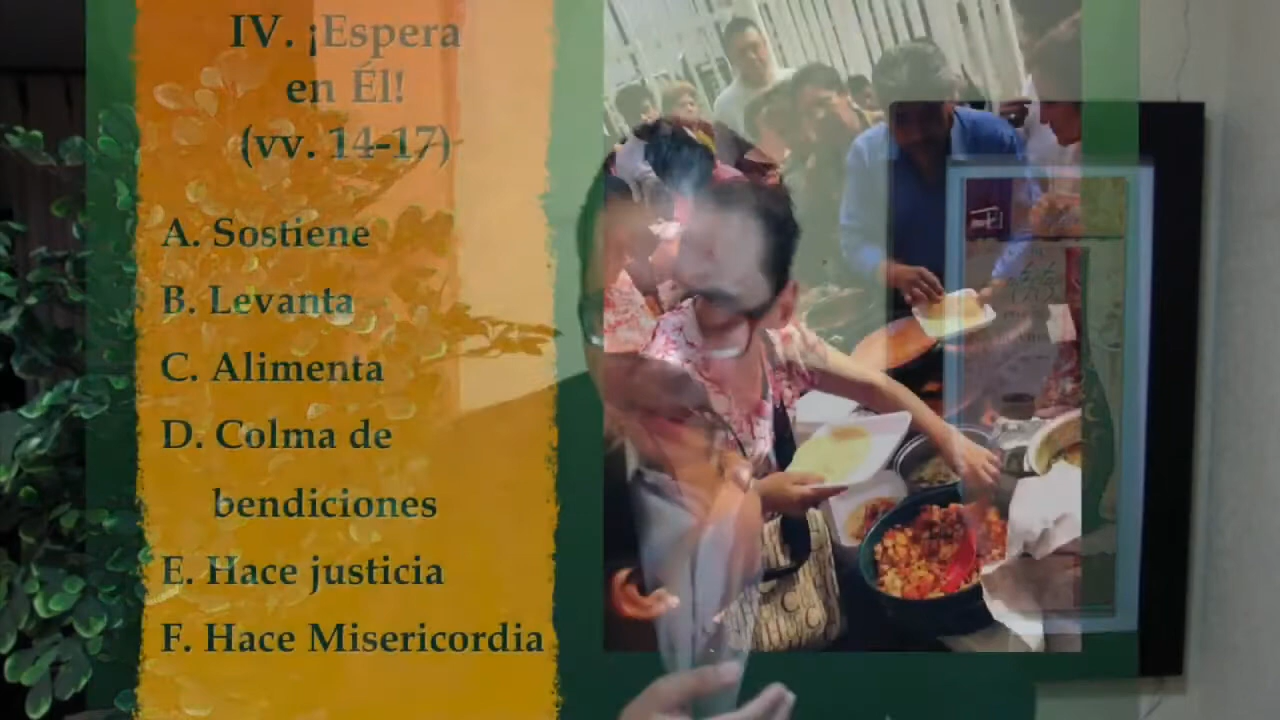 IV. ¡Espera
en Él!
(vv. 14-17)
A. Sostiene
B. Levanta
C. Alimenta
D. Colma de
bendiciones
E. Hace justicia
F. Hace Misericordia